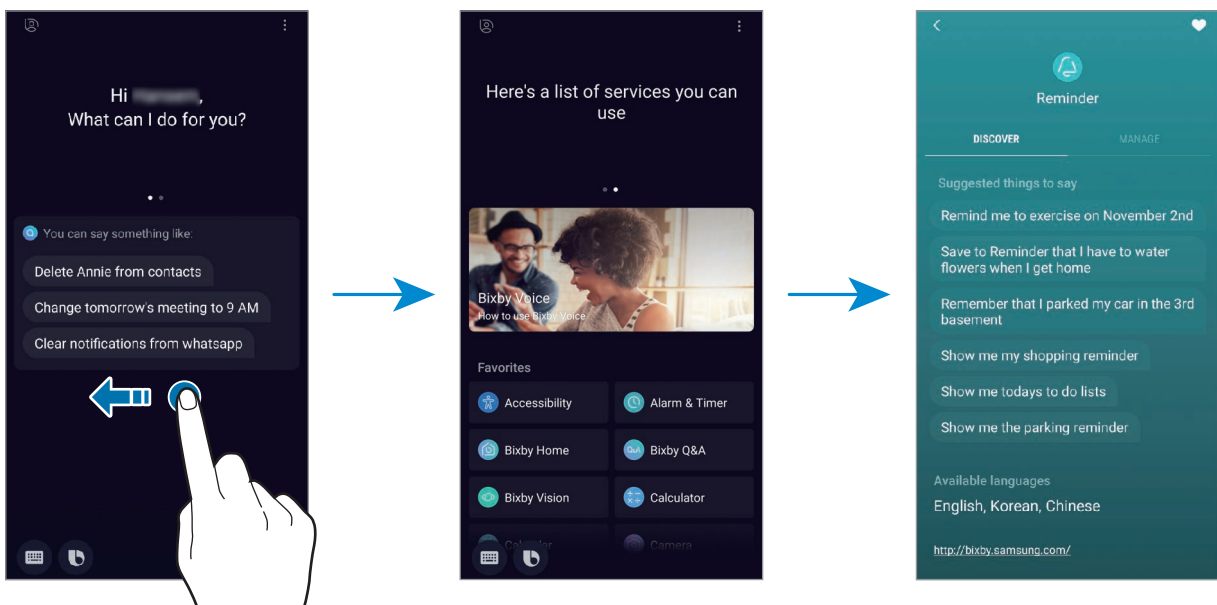 Hi ,
What can I do for you?
You can say something like:
Delete Annie from contacts
Change tomorrow's meeting to 9 AM
Clear notifications from whatsapp
Here's a list of services you can
use
Bixby Voice
How to use Bixby Voice
Favorites
Accessibility
Alarm & Timer
Bixby Home
Bixby Q&A
Bixby Vision
Calculator
Calendar
Camera
Reminder
DISCOVER
MANAGE
Suggested things to say
Remind me to exercise on November 2nd
Save to Reminder that I have to water
flowers when I get home
Remember that I parked my car in the 3rd
basement
Show me my shopping reminder
Show me todays to do lists
Show me the parking reminder
Available languages
English, Korean, Chinese
http://bixby.samsung.com/